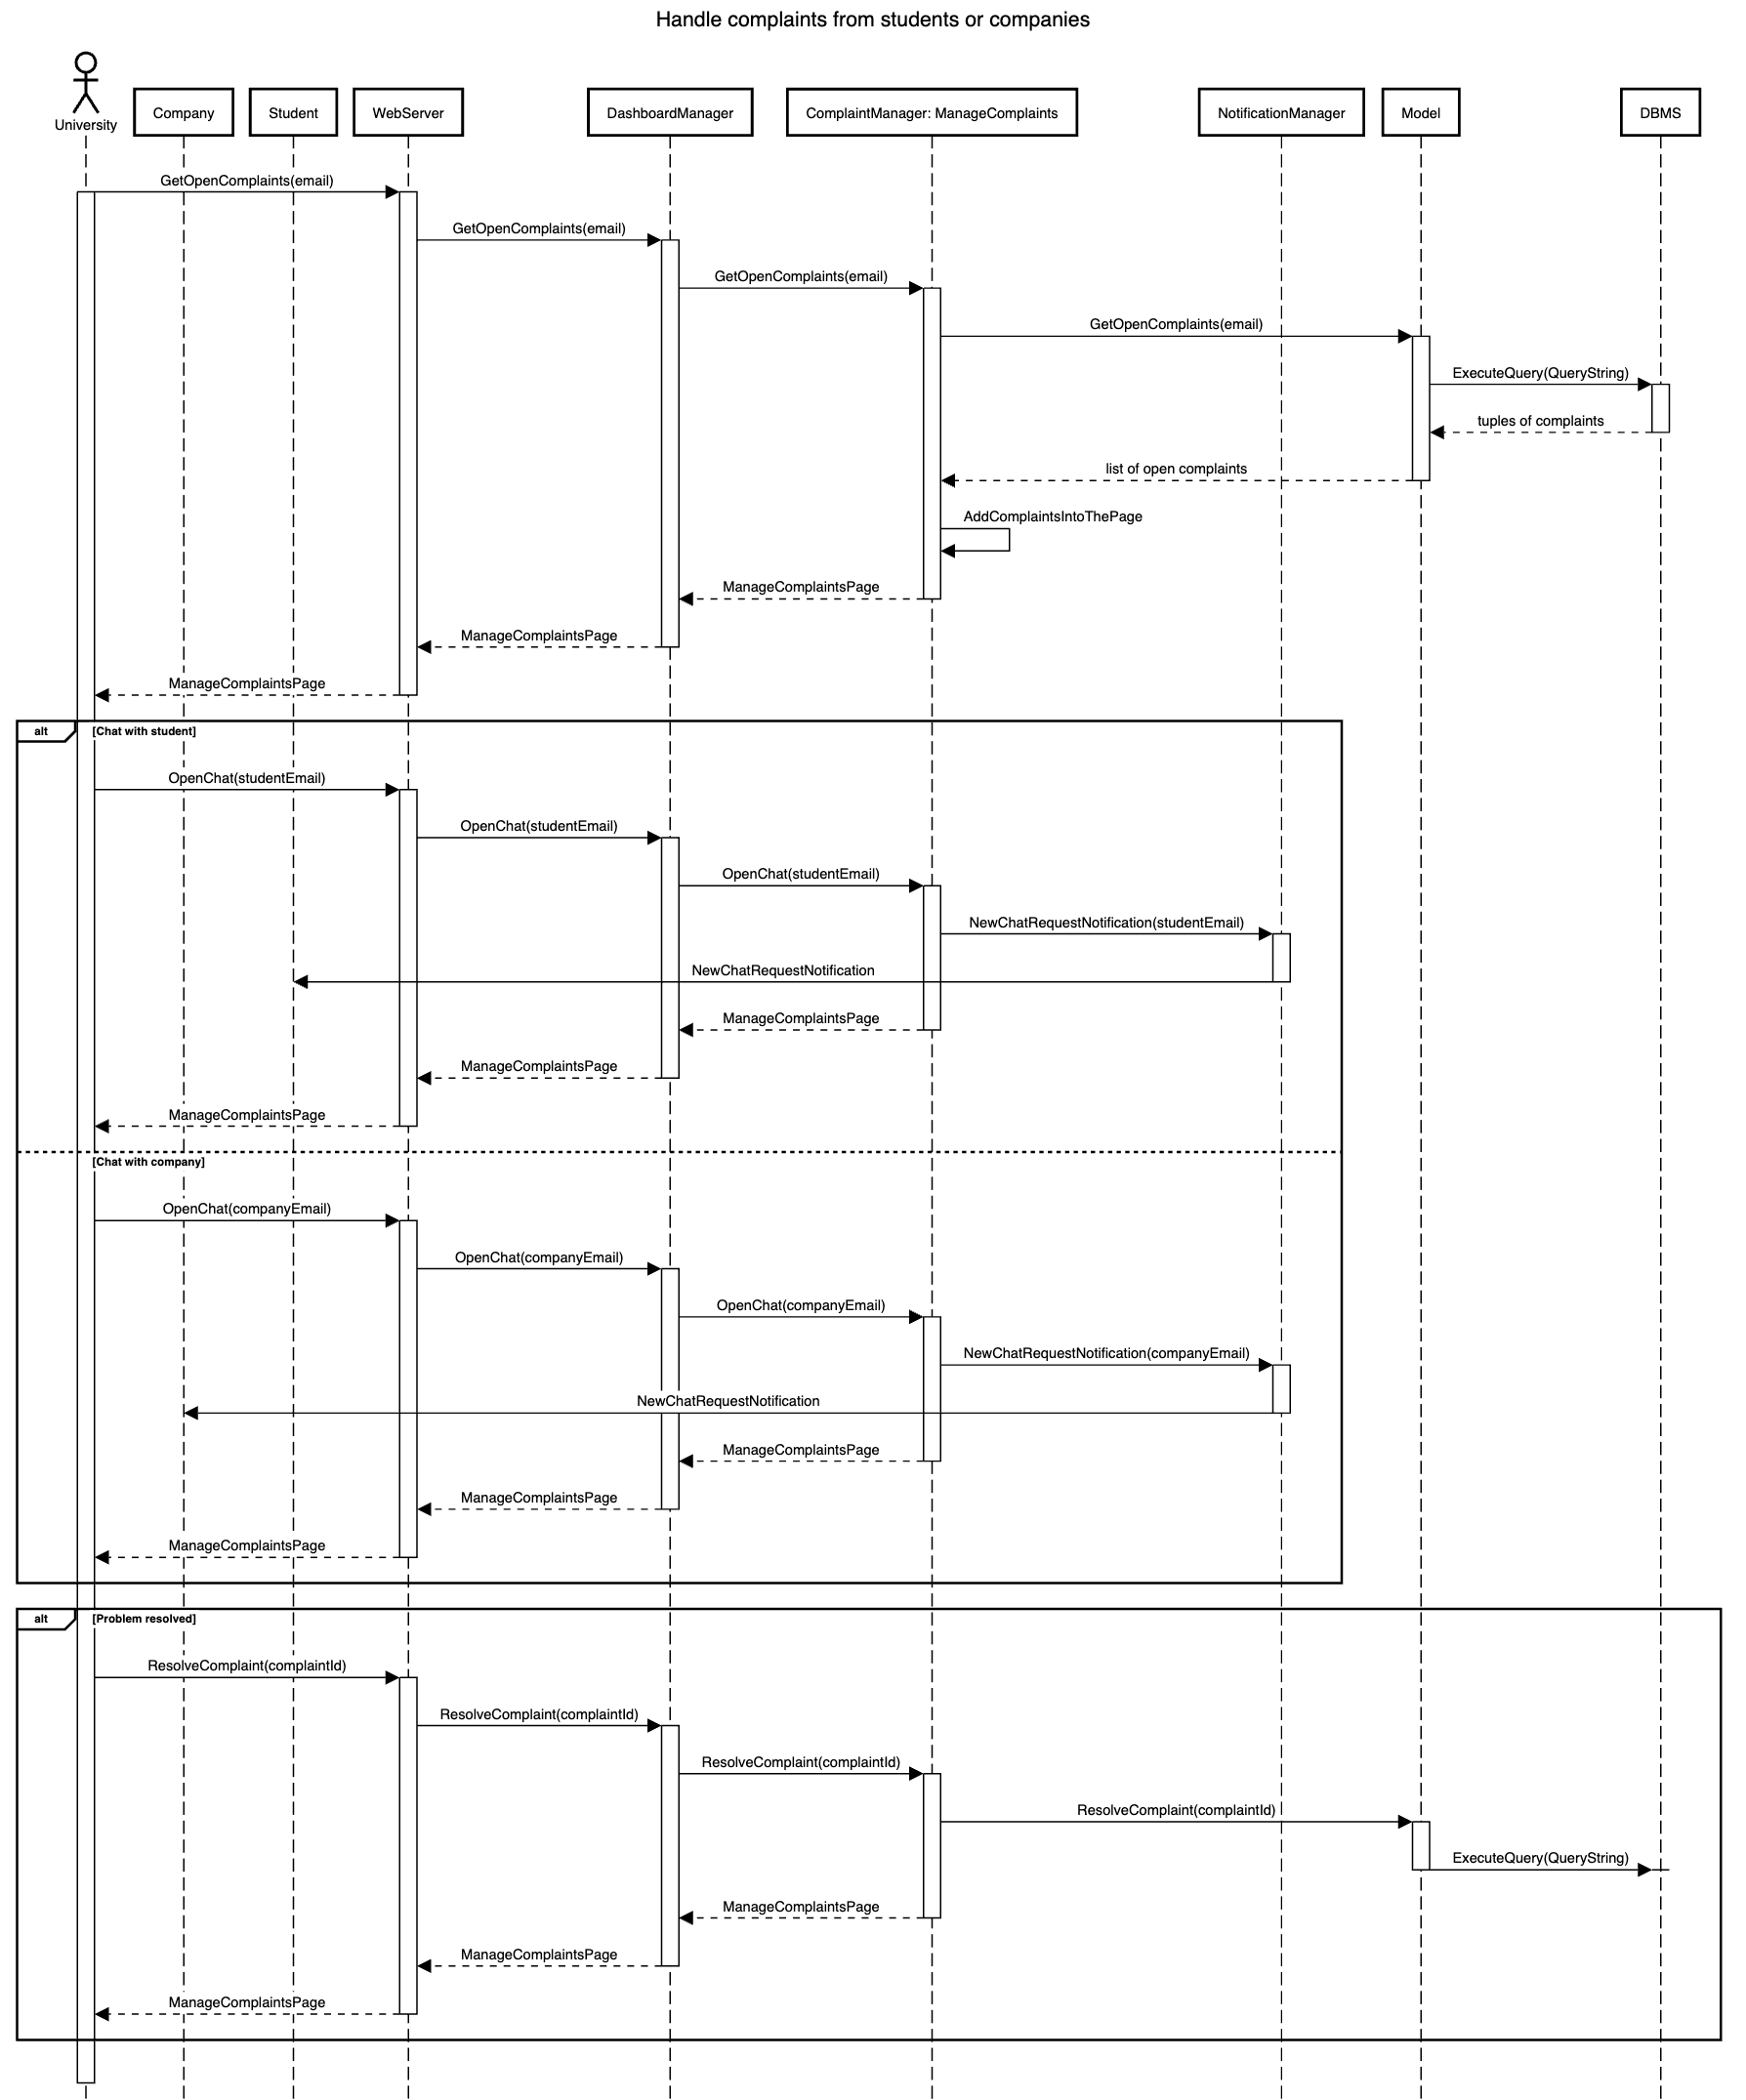 Handle complaints from students or companies
University
Company
Student
WebServer
DashboardManager
ComplaintManager: ManageComplaints
NotificationManager
Model
DBMS
GetOpenComplaints(email)
GetOpenComplaints(email)
GetOpenComplaints(email)
GetOpenComplaints(email)
ExecuteQuery(QueryString)
tuples of complaints
list of open complaints
AddComplaintsIntoThePage
ManageComplaintsPage
ManageComplaintsPage
ManageComplaintsPage
alt
[Chat with student]
OpenChat(studentEmail)
OpenChat(studentEmail)
OpenChat(studentEmail)
NewChatRequestNotification(studentEmail)
NewChatRequestNotification
ManageComplaintsPage
ManageComplaintsPage
ManageComplaintsPage
[Chat with company]
OpenChat(companyEmail)
OpenChat(companyEmail)
OpenChat(companyEmail)
NewChatRequestNotification(companyEmail)
NewChatRequestNotification
ManageComplaintsPage
ManageComplaintsPage
ManageComplaintsPage
alt
[Problem resolved]
ResolveComplaint(complaintId)
ResolveComplaint(complaintId)
ResolveComplaint(complaintId)
ResolveComplaint(complaintId)
ExecuteQuery(QueryString)
ManageComplaintsPage
ManageComplaintsPage
ManageComplaintsPage